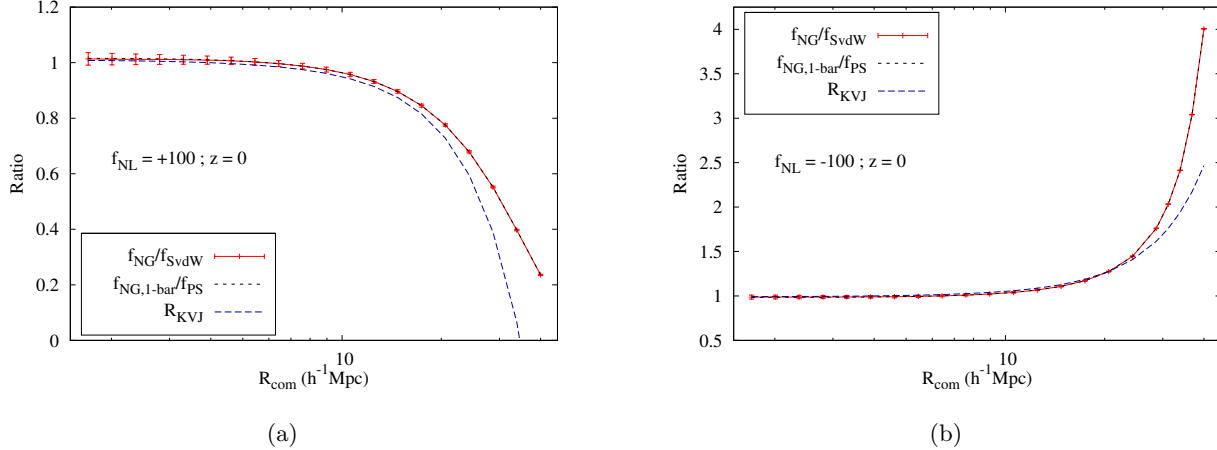 1.2
1
0.8
0.6
0.4
0.2
0
Ratio
f_NL = +100 ; z = 0
f_NG/f_SvdW
f_NG,1-bar/f_PS
R_KVJ
10
R_com (h^-1Mpc)
(a)
4
3.5
3
2.5
2
1.5
1
0.5
Ratio
f_NG/f_SvdW
f_NG,1-bar/f_PS
R_KVJ
f_NL = -100 ; z = 0
10
R_com (h^-1Mpc)
(b)